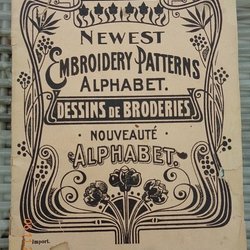 NEWEST
EMBROIDERY PATTERNS
ALPHABET.
DESSINS DE BRODERIES
NOUVEAUTÉ
ALPHABET.
Import.